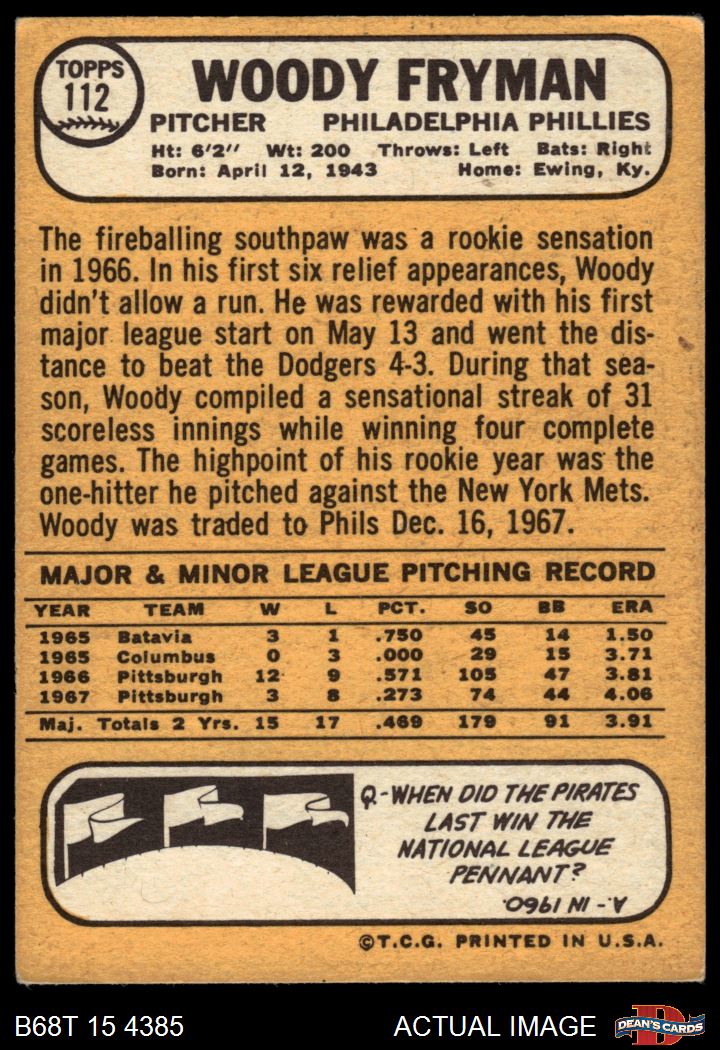 TOPPS
112
WOODY FRYMAN
PITCHER PHILADELPHIA PHILLIES
Ht: 6'2" Wt: 200 Throws: Left Bats: Right
Born: April 12, 1943 Home: Ewing, Ky.
The fireballing southpaw was a rookie sensation
in 1966. In his first six relief appearances, Woody
didn't allow a run. He was rewarded with his first
major league start on May 13 and went the dis-
tance to beat the Dodgers 4-3. During that sea-
son, Woody compiled a sensational streak of 31
scoreless innings while winning four complete
games. The highpoint of his rookie year was the
one-hitter he pitched against the New York Mets.
Woody was traded to Phils Dec. 16, 1967.
MAJOR & MINOR LEAGUE PITCHING RECORD
YEAR TEAM W L PCT. SO BB ERA
1965 Batavia 3 1 .750 45 14 1.50
1965 Columbus 0 3 .000 29 15 3.71
1966 Pittsburgh 12 9 .571 105 47 3.81
1967 Pittsburgh 3 8 .273 74 44 4.06
Maj. Totals 2 Yrs. 15 17 .469 179 91 3.91
Q-WHEN DID THE PIRATES
LAST WIN THE
NATIONAL LEAGUE
PENNANT?
A.- IN 1960.
©T.C.G. PRINTED IN U.S.A.
B68T 15 4385 ACTUAL IMAGE
D
DEAN'S CARDS